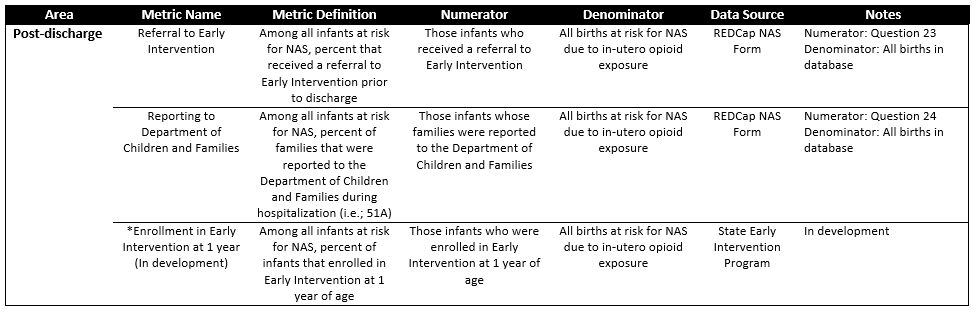 Area Metric Name Metric Definition Numerator Denominator Data Source Notes
Post-discharge
Referral to Early
Intervention
Among all infants at risk
for NAS, percent that
received a referral to
Early Intervention prior
to discharge
Those infants who
received a referral to
Early Intervention
All births at risk for NAS
due to in-utero opioid
exposure
REDCap NAS
Form
Numerator: Question 23
Denominator: All births in
database
Reporting to
Department of
Children and Families
Among all infants at risk
for NAS, percent of
families that were
reported to the
Department of Children
and Families during
hospitalization (i.e.; 51A)
Those infants whose
families were reported
to the Department of
Children and Families
All births at risk for NAS
due to in-utero opioid
exposure
REDCap NAS
Form
Numerator: Question 24
Denominator: All births in
database
*Enrollment in Early
Intervention at 1 year
(In development)
Among all infants at risk
for NAS, percent of
infants that enrolled in
Early Intervention at 1
year of age
Those infants who were
enrolled in Early
Intervention at 1 year of
age
All births at risk for NAS
due to in-utero opioid
exposure
State Early
Intervention
Program
In development